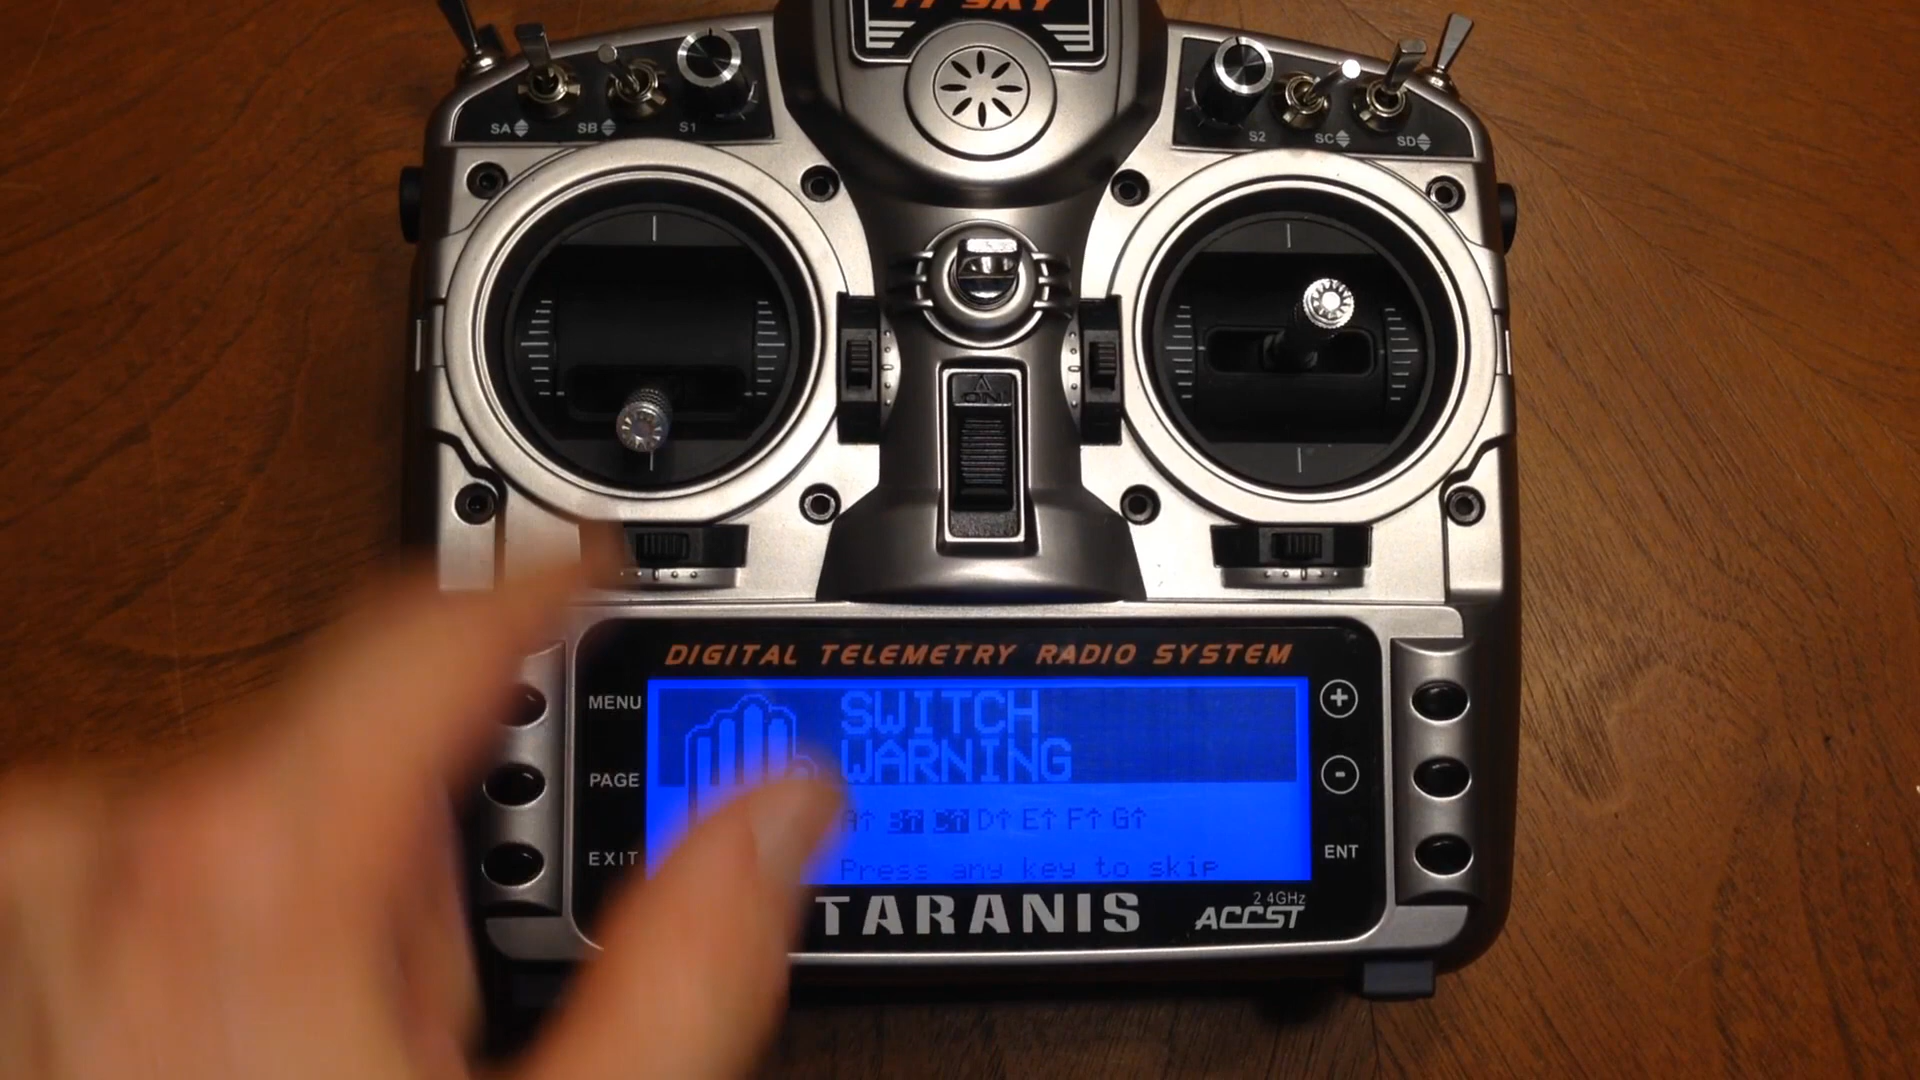 SA
SB
S1
S2
SC
SD
ON
DIGITAL TELEMETRY RADIO SYSTEM
MENU
PAGE
EXIT
SWITCH
WARNING
A↑ B↑ C↑ D↑ E↑ F↑ G↑
Press any key to skip
+
-
ENT
TARANIS
2.4GHz
ACCST